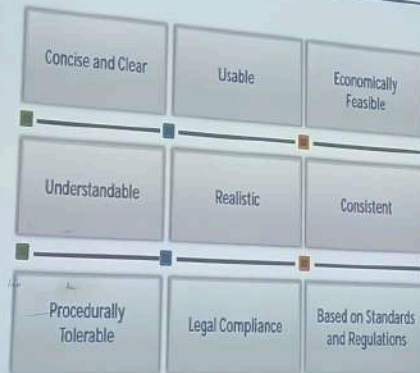 Concise and Clear
Usable
Economically
Feasible
Understandable
Realistic
Consistent
Procedurally
Tolerable
Legal Compliance
Based on Standards
and Regulations